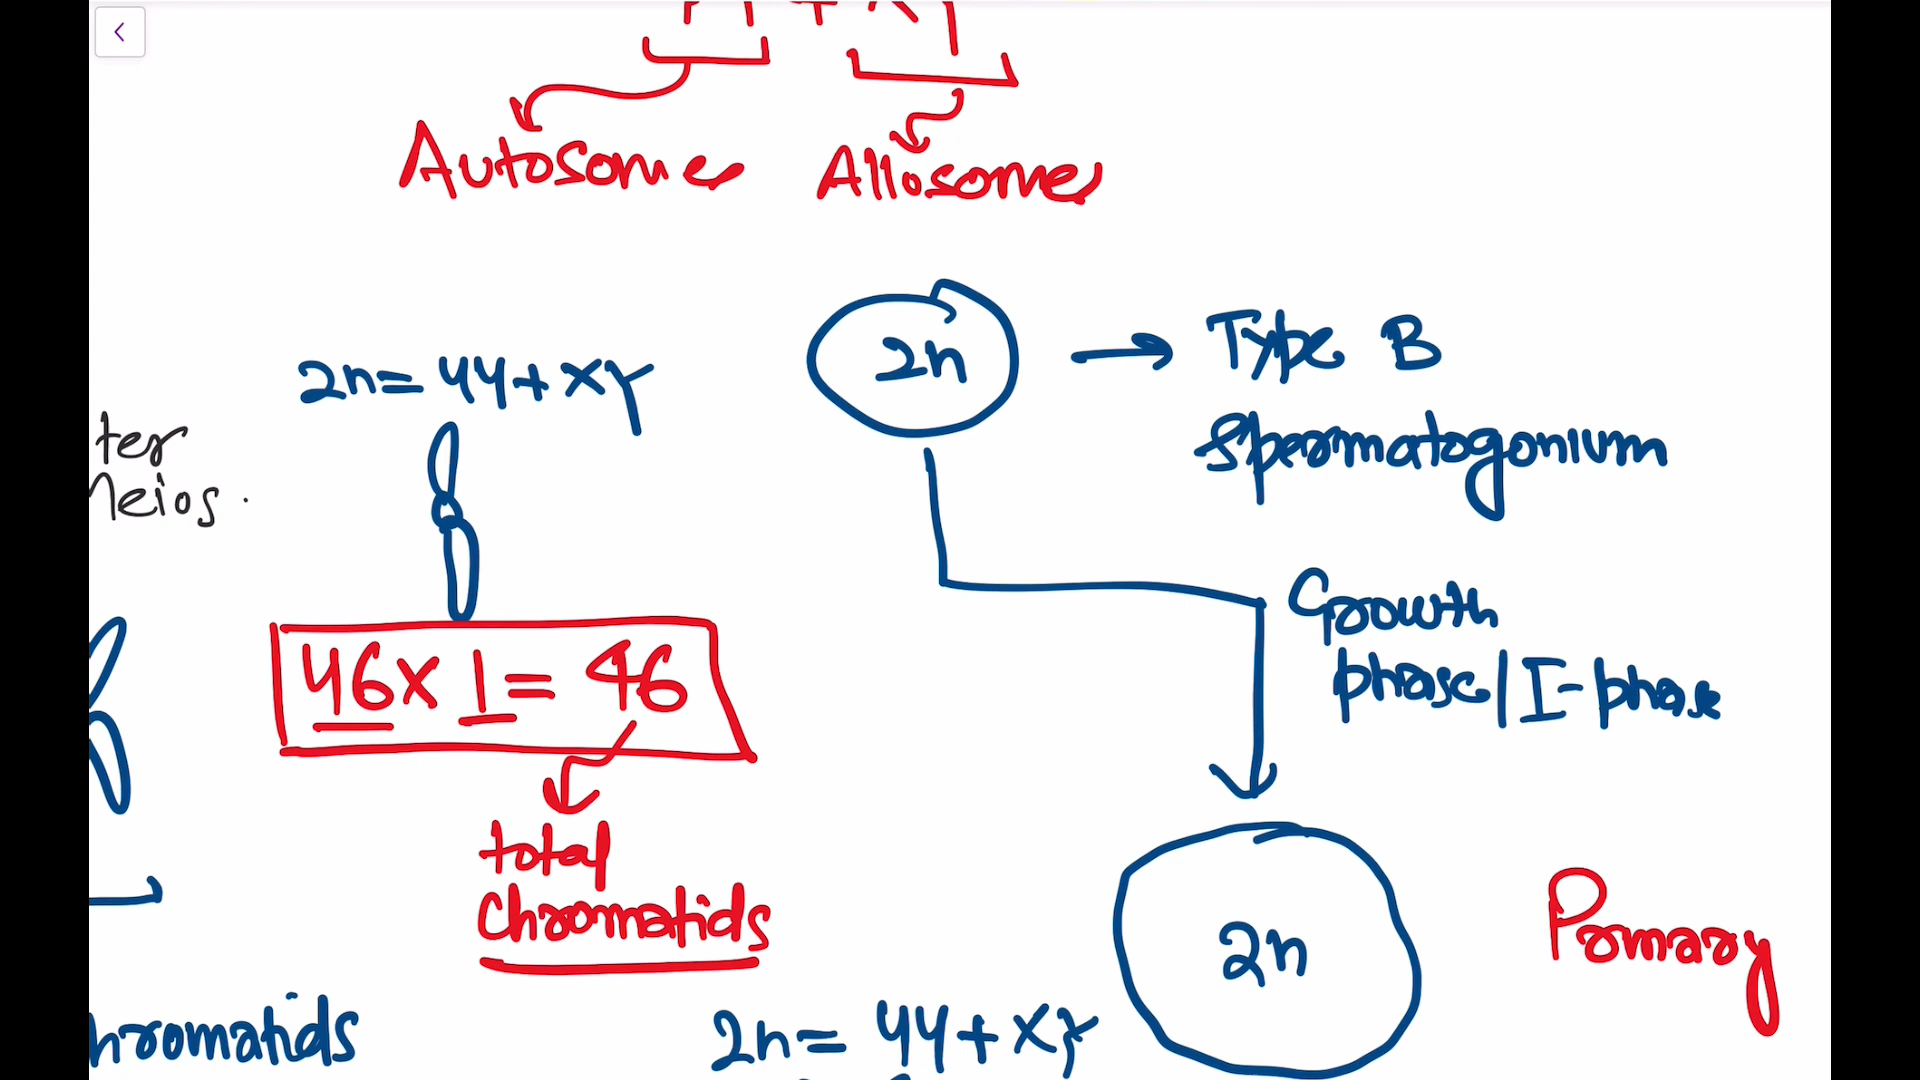 Autosome Allosome
2n
→ Type B
Spermatogonium
2n=44+XY
ter
Meios.
Growth
phase/I-phase
46x1=46
total
Chromatids
2n
Primary
hromatids
2n= 44+XY